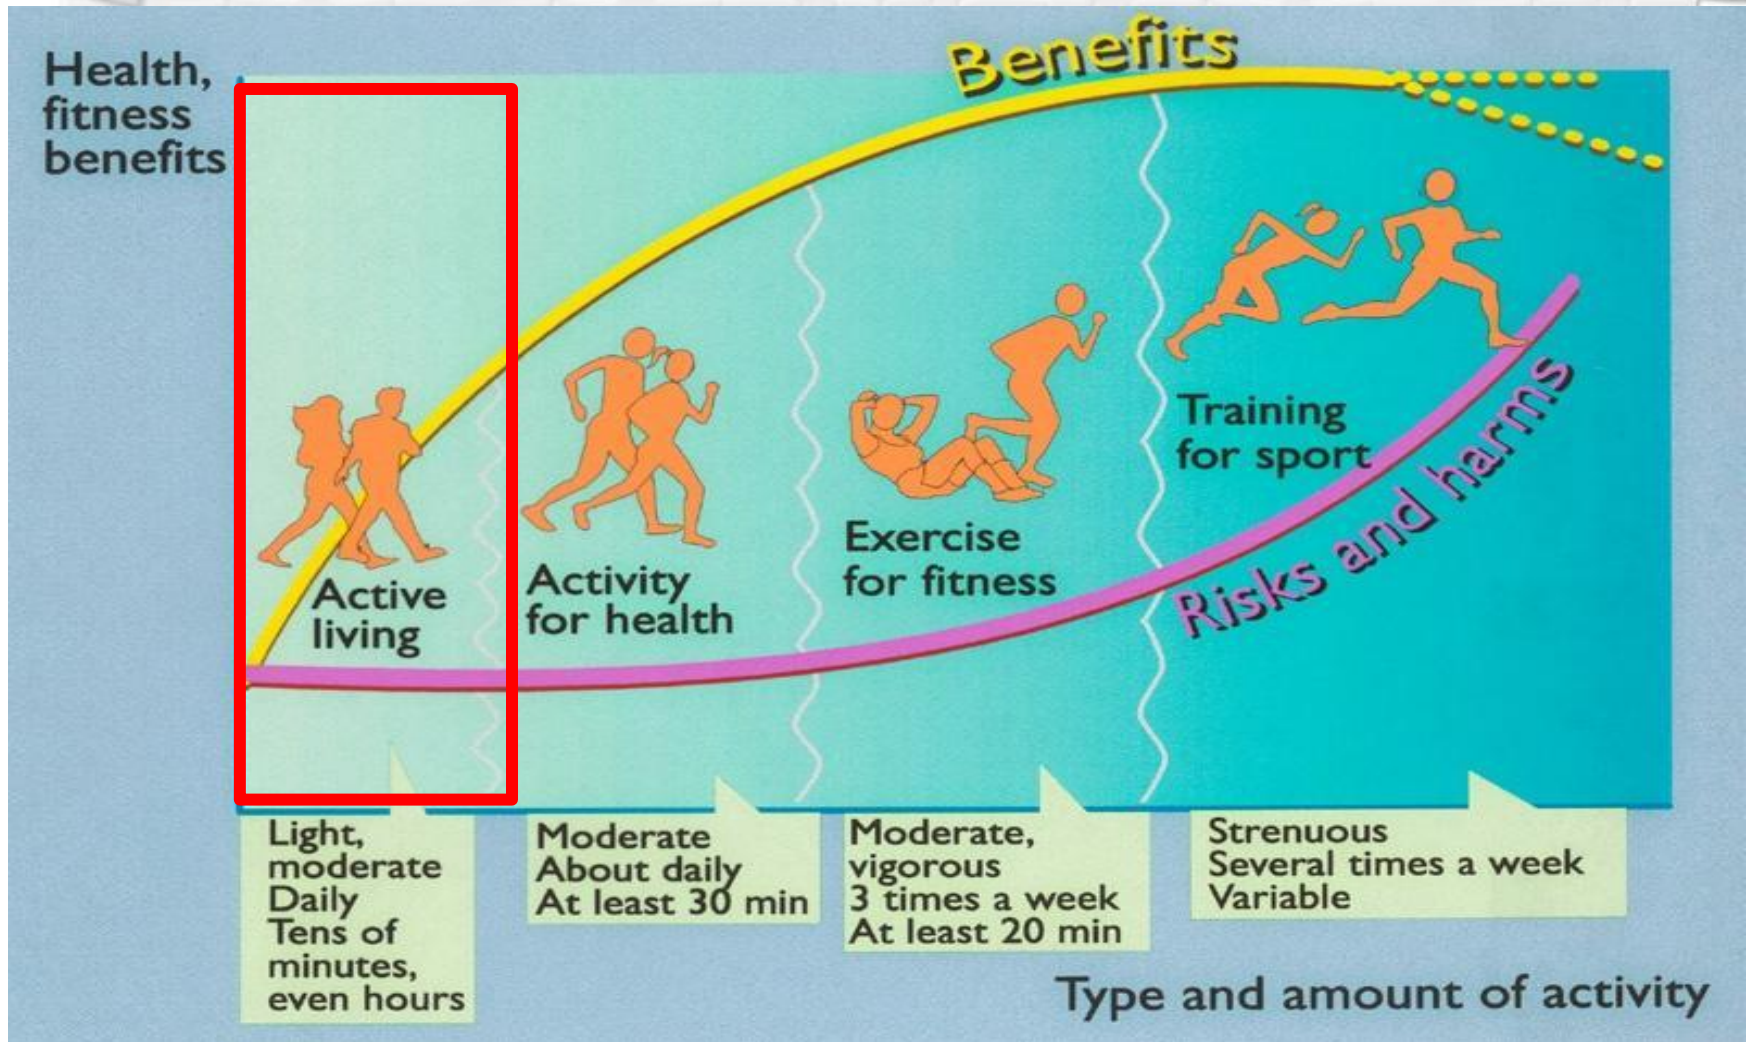 Health,
fitness
benefits
Benefits
Training
for sport
Risks and harms
Exercise
for fitness
Activity
for health
Active
living
Light,
moderate
Daily
Tens of
minutes,
even hours
Moderate
About daily
At least 30 min
Moderate,
vigorous
3 times a week
At least 20 min
Strenuous
Several times a week
Variable
Type and amount of activity